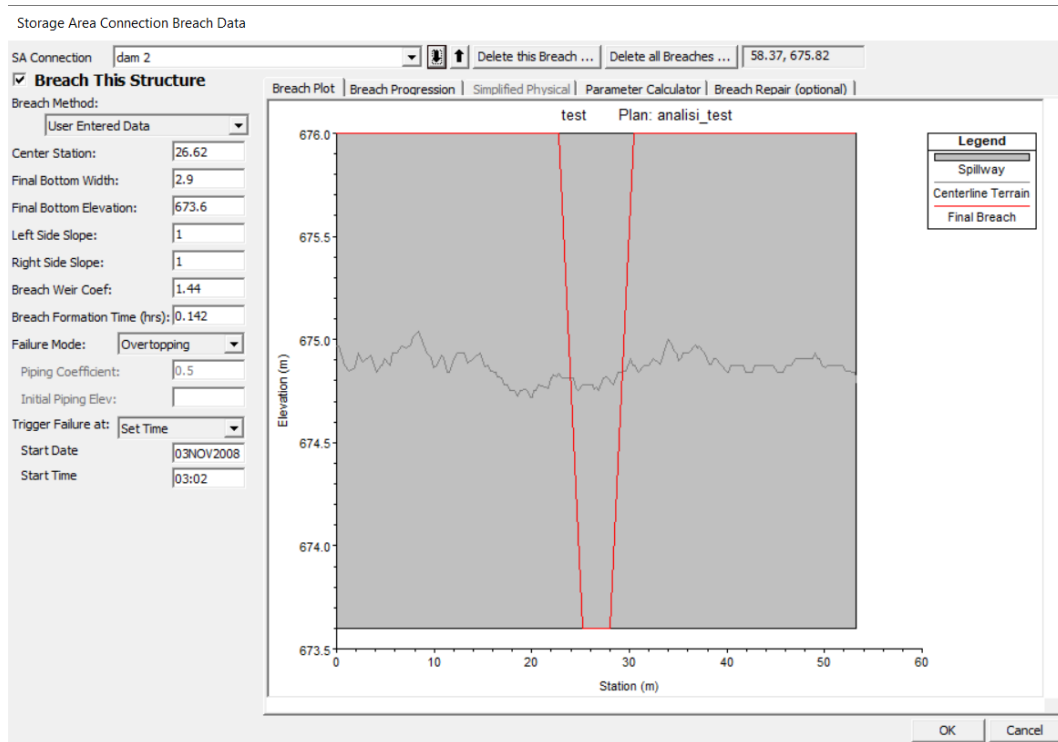 Storage Area Connection Breach Data
SA Connection dam 2 Delete this Breach ... Delete all Breaches ... 58.37, 675.82
Breach This Structure
Breach Method:
User Entered Data
Center Station: 26.62
Final Bottom Width: 2.9
Final Bottom Elevation: 673.6
Left Side Slope: 1
Right Side Slope: 1
Breach Weir Coef: 1.44
Breach Formation Time (hrs): 0.142
Failure Mode: Overtopping
Piping Coefficient: 0.5
Initial Piping Elev:
Trigger Failure at: Set Time
Start Date 03NOV2008
Start Time 03:02
Breach Plot Breach Progression Simplified Physical Parameter Calculator Breach Repair (optional)
test Plan: analisi_test
676.0
675.5
675.0
674.5
674.0
673.5
Elevation (m)
0 10 20 30 40 50 60
Station (m)
Legend
Spillway
Centerline Terrain
Final Breach
OK Cancel